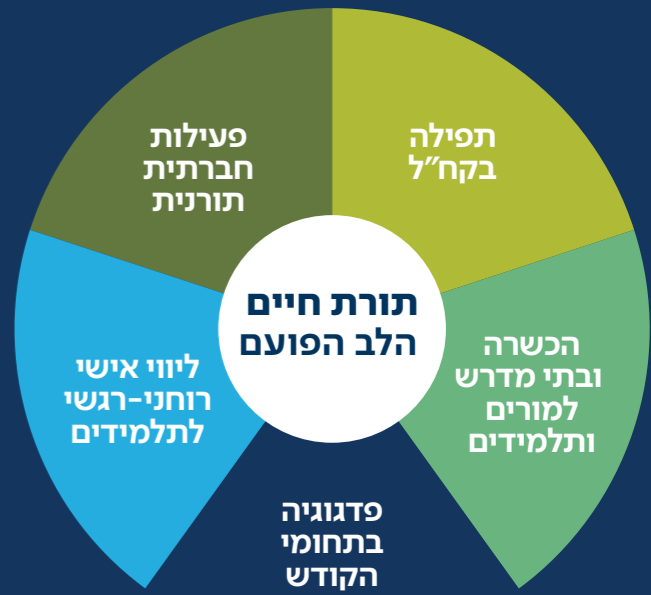 תפילה
בקח״ל
פעילות
חברתית
תורנית
תורת חיים
הלב הפועם
הכשרה
ובתי מדרש
למורים
ותלמידים
ליווי אישי
רוחני-רגשי
לתלמידים
פדגוגיה
בתחומי
הקודש